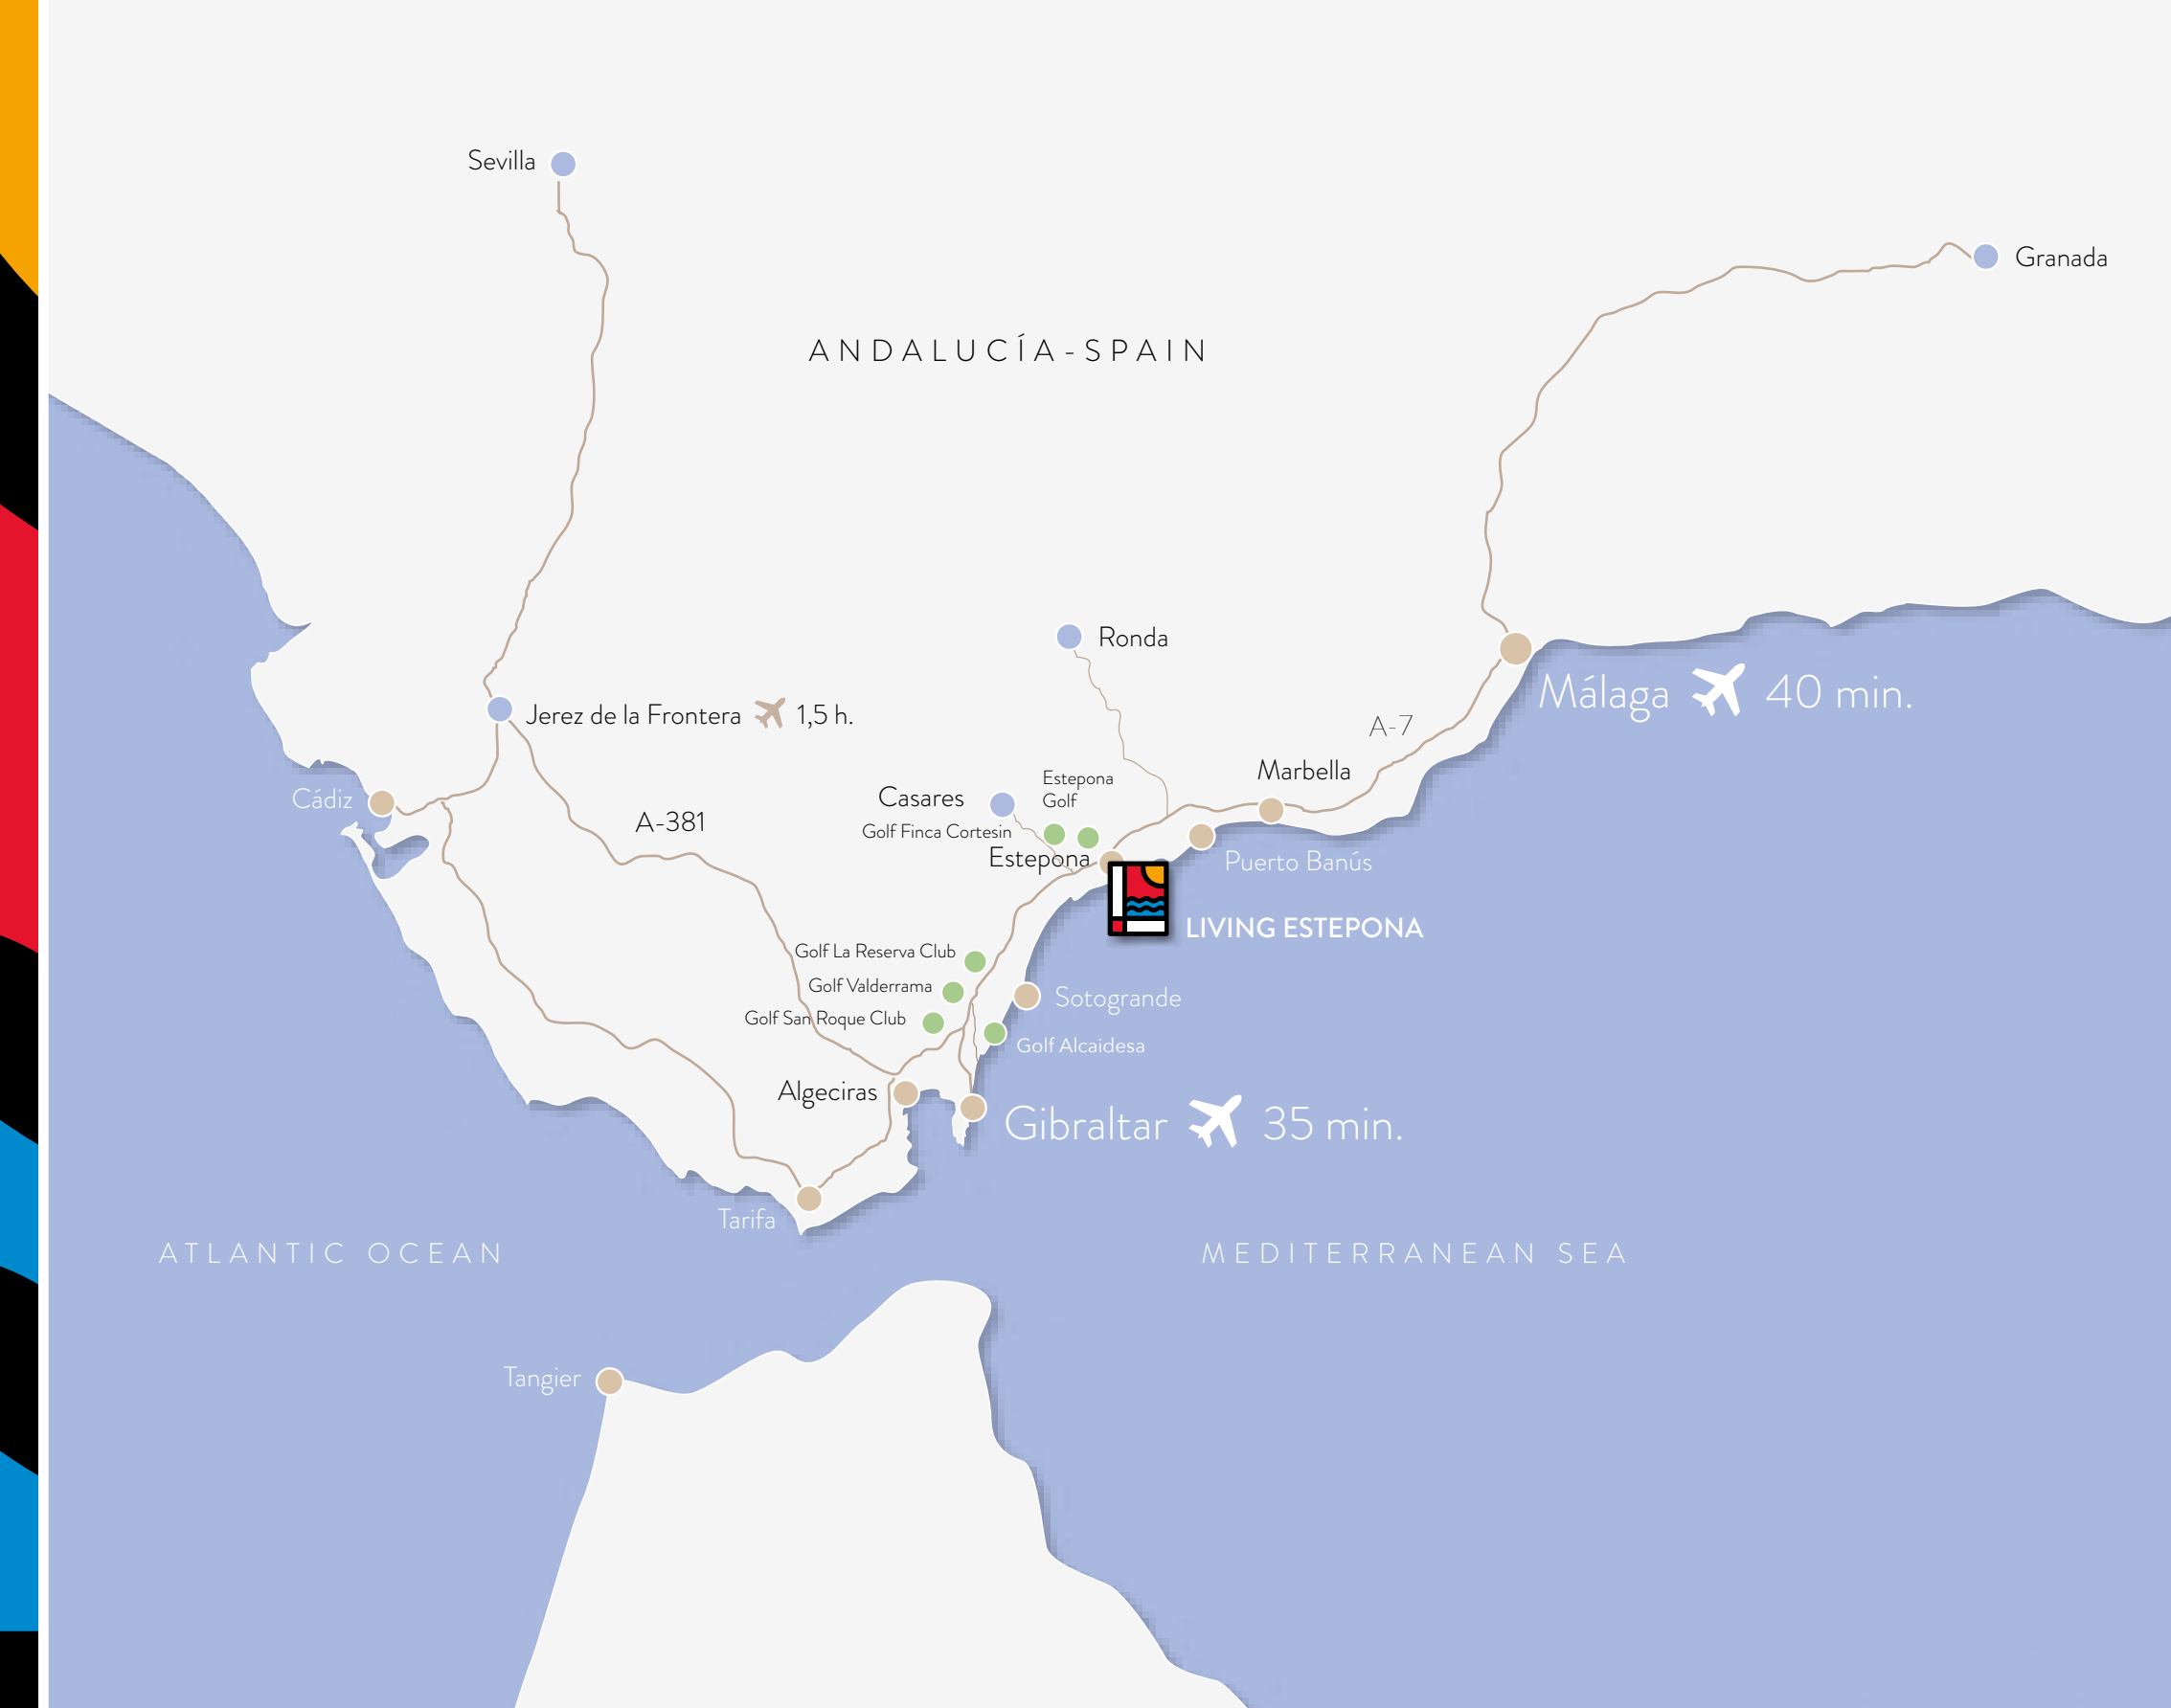 Sevilla
Granada
ANDALUCÍA-SPAIN
Ronda
Málaga 40 min.
Jerez de la Frontera 1,5 h.
A-7
Marbella
Estepona
Golf
Casares
Cádiz
A-381
Golf Finca Cortesin
Estepona
Puerto Banús
LIVING ESTEPONA
Golf La Reserva Club
Golf Valderrama
Sotogrande
Golf San Roque Club
Golf Alcaidesa
Algeciras
Gibraltar 35 min.
Tarifa
ATLANTIC OCEAN
MEDITERRANEAN SEA
Tangier